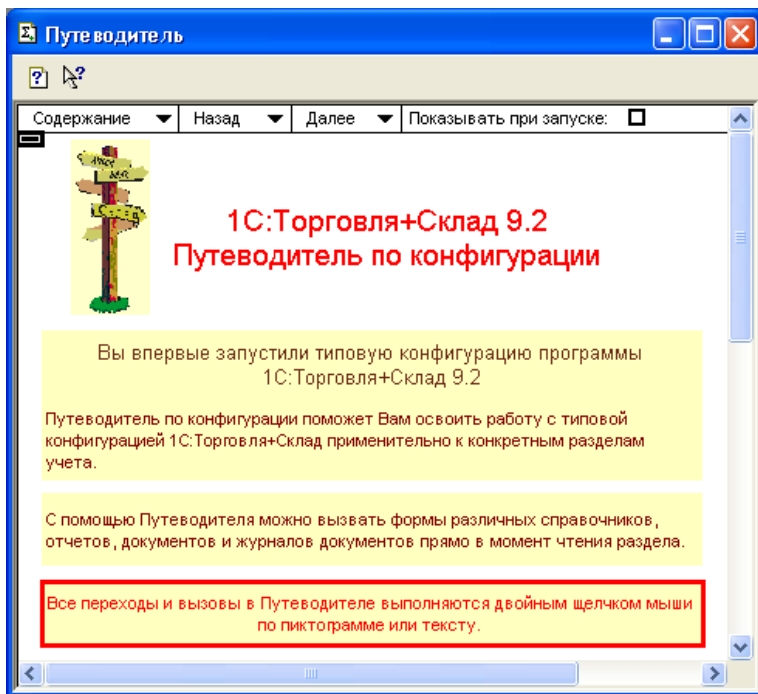 Путеводитель
Содержание Назад Далее Показывать при запуске:
1С:Торговля+Склад 9.2
Путеводитель по конфигурации
Вы впервые запустили типовую конфигурацию программы
1С:Торговля+Склад 9.2
Путеводитель по конфигурации поможет Вам освоить работу с типовой
конфигурацией 1С:Торговля+Склад применительно к конкретным разделам
учета.
С помощью Путеводителя можно вызвать формы различных справочников,
отчетов, документов и журналов документов прямо в момент чтения раздела.
Все переходы и вызовы в Путеводителе выполняются двойным щелчком мыши
по пиктограмме или тексту.